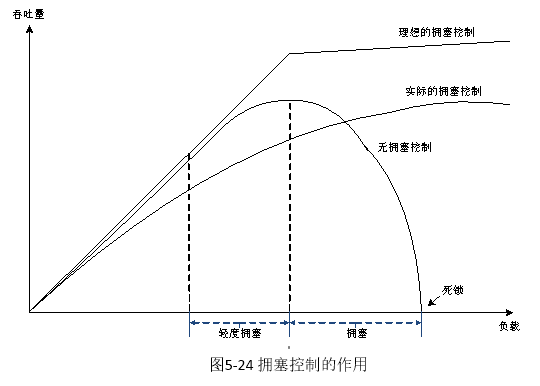 吞吐量
理想的拥塞控制
实际的拥塞控制
无拥塞控制
死锁
负载
轻度拥塞
拥塞
图5-24 拥塞控制的作用